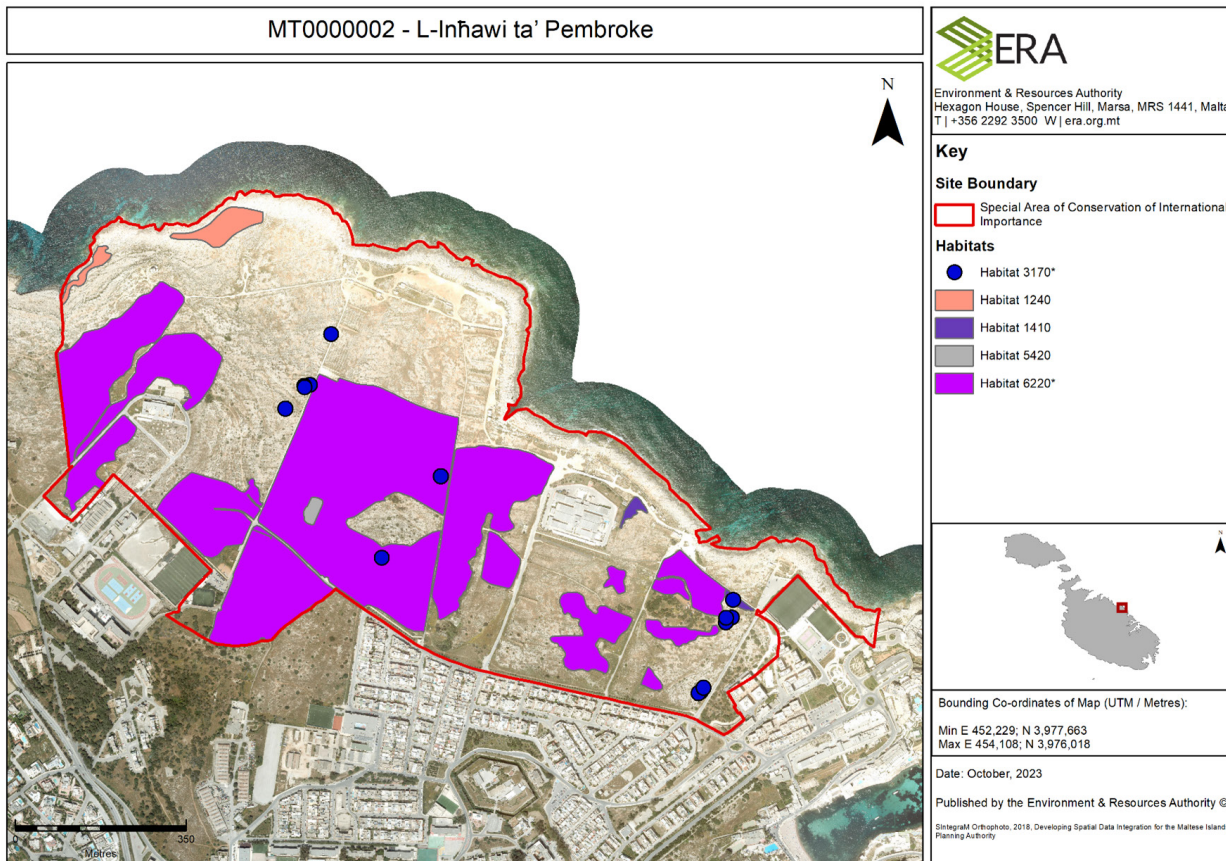 MT0000002 - L-Inħawi ta' Pembroke
N
350
Metres
ERA
Environment & Resources Authority
Hexagon House, Spencer Hill, Marsa, MRS 1441, Malta
T | +356 2292 3500 W | era.org.mt
Key
Site Boundary
Special Area of Conservation of International
Importance
Habitats
Habitat 3170*
Habitat 1240
Habitat 1410
Habitat 5420
Habitat 6220*
N
Bounding Co-ordinates of Map (UTM / Metres):
Min E 452,229; N 3,977,663
Max E 454,108; N 3,976,018
Date: October, 2023
Published by the Environment & Resources Authority ©
SIntegraM Orthophoto, 2018, Developing Spatial Data Integration for the Maltese Island
Planning Authority